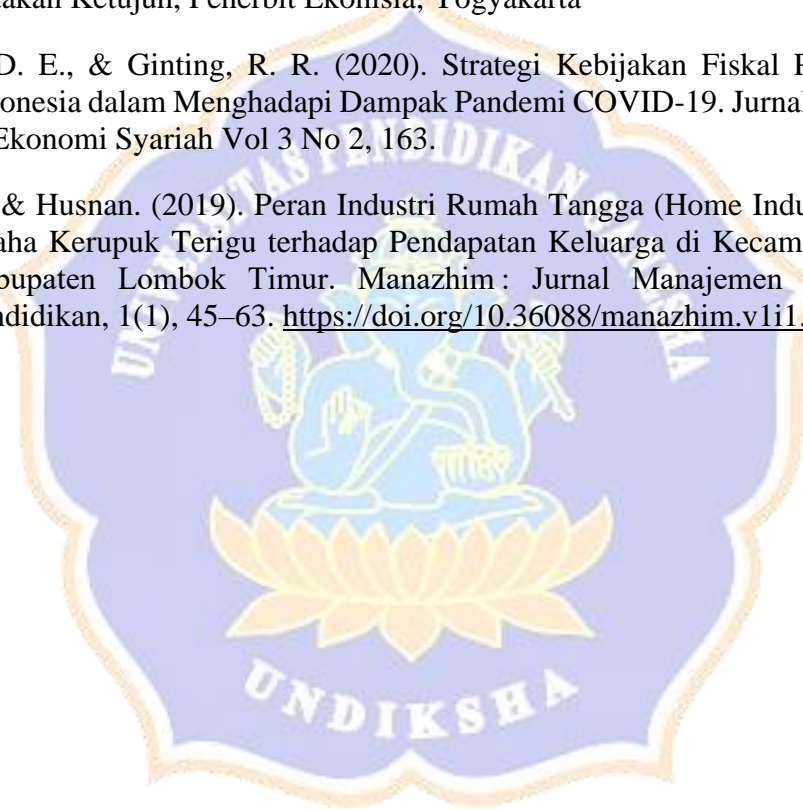 Ketujuh, Penerbit Ekonisia, Yogyakarta
D. E., & Ginting, R. R. (2020). Strategi Kebijakan Fiskal
dalam Menghadapi Dampak Pandemi COVID-19. Jurnal
Ekonomi Syariah Vol 3 No 2, 163.
& Husnan. (2019). Peran Industri Rumah Tangga (Home Indu
aha Kerupuk Terigu terhadap Pendapatan Keluarga di Kecam
bupaten Lombok Timur. Manazhim : Jurnal Manajemen
ndidikan, 1(1), 45–63. https://doi.org/10.36088/manazhim.v1i1.
UNIVERSITAS PENDIDIKAN GANESHA
UNDIKSHA